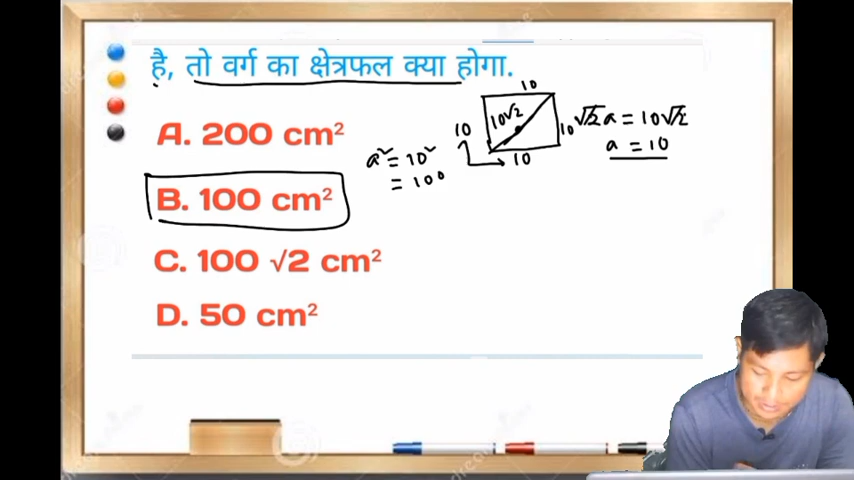 है, तो वर्ग का क्षेत्रफल क्या होगा.
A. 200 cm²
B. 100 cm²
C. 100 √2 cm²
D. 50 cm²
10
10
10√2
10
10
√2a = 10√2
a = 10
a² = 10²
= 100